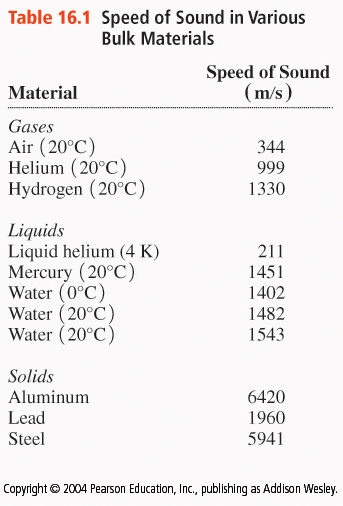 Table 16.1 Speed of Sound in Various
Bulk Materials
Speed of Sound
Material (m/s)
Gases
Air (20°C) 344
Helium (20°C) 999
Hydrogen (20°C) 1330
Liquids
Liquid helium (4 K) 211
Mercury (20°C) 1451
Water (0°C) 1402
Water (20°C) 1482
Water (20°C) 1543
Solids
Aluminum 6420
Lead 1960
Steel 5941
Copyright © 2004 Pearson Education, Inc., publishing as Addison Wesley.